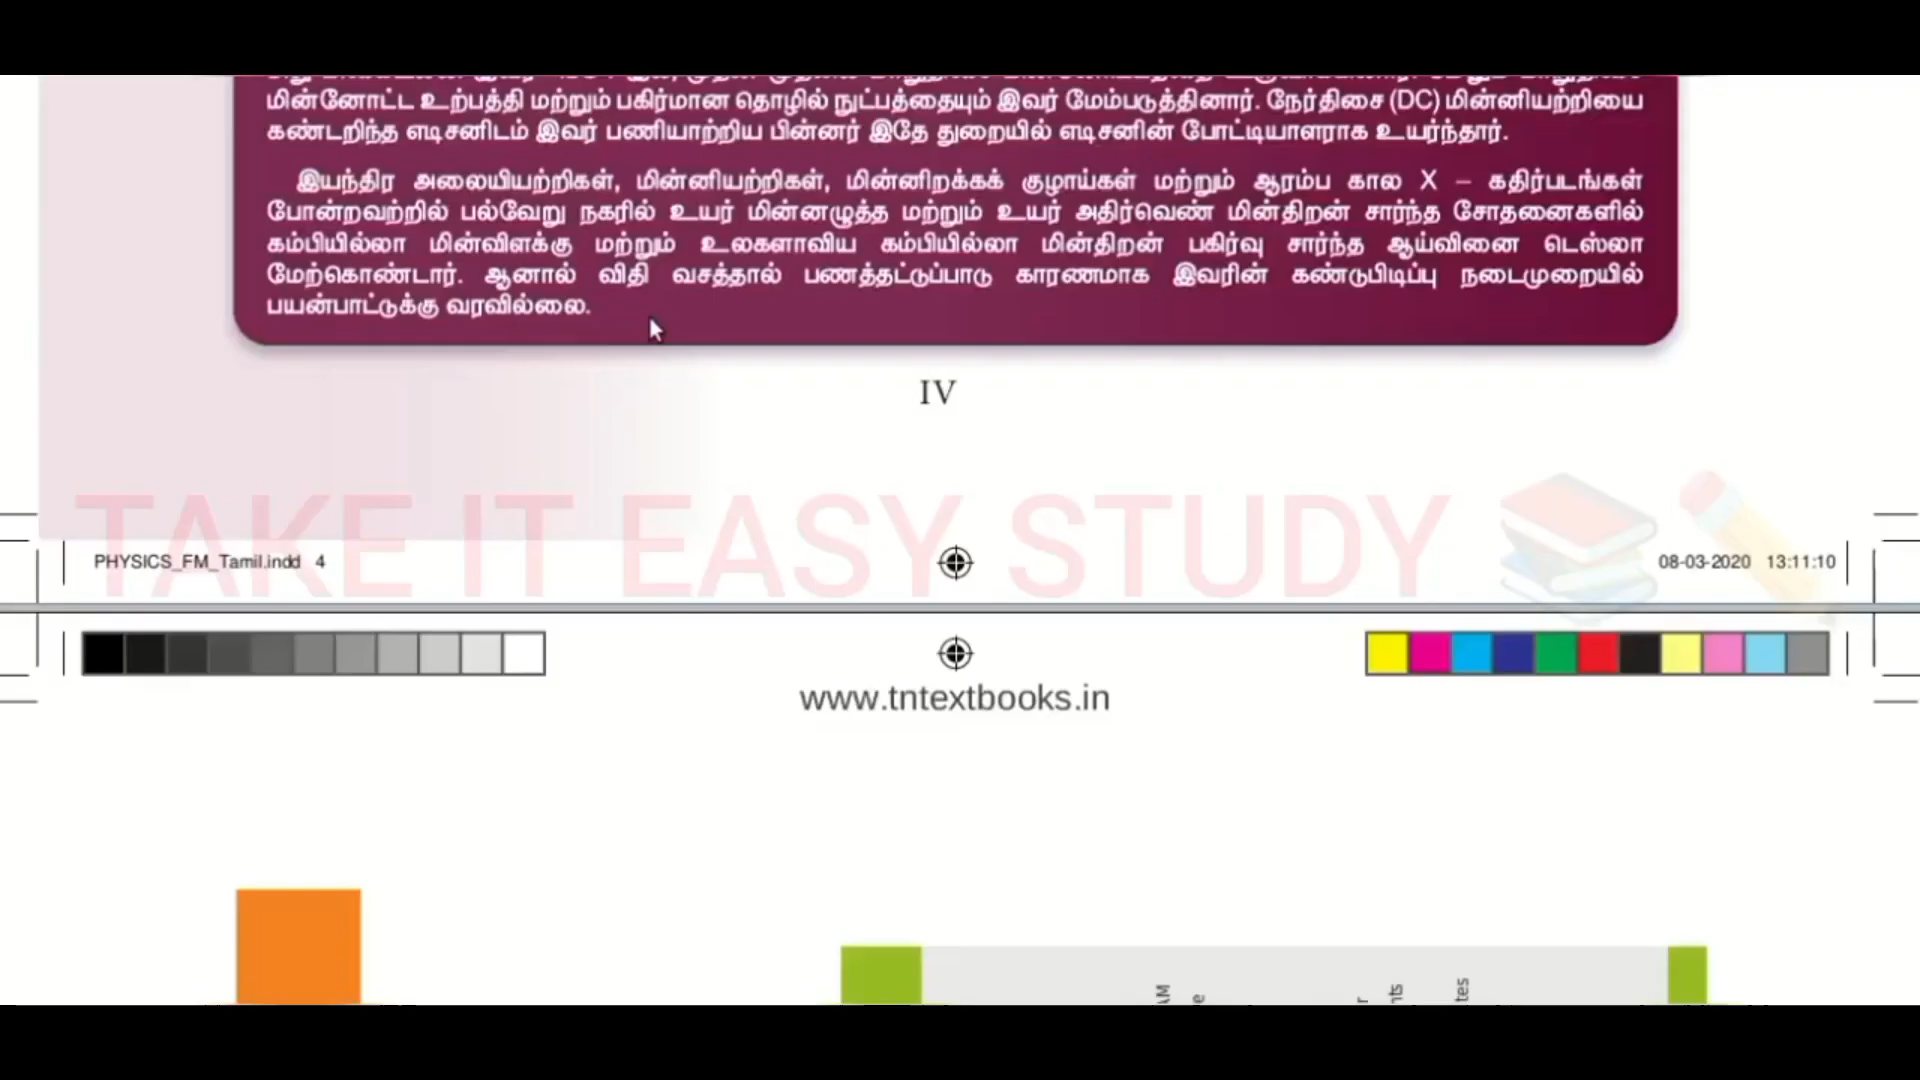 மின்னோட்ட உற்பத்தி மற்றும் பகிர்மான தொழில் நுட்பத்தையும் இவர் மேம்படுத்தினார். நேர்திசை (DC) மின்னியற்றியை
கண்டறிந்த எடிசனிடம் இவர் பணியாற்றிய பின்னர் இதே துறையில் எடிசனின் போட்டியாளராக உயர்ந்தார்.
இயந்திர அலையியற்றிகள், மின்னியற்றிகள், மின்னிறக்கக் குழாய்கள் மற்றும் ஆரம்ப கால X – கதிர்படங்கள்
போன்றவற்றில் பல்வேறு நகரில் உயர் மின்னழுத்த மற்றும் உயர் அதிர்வெண் மின்திறன் சார்ந்த சோதனைகளில்
கம்பியில்லா மின்விளக்கு மற்றும் உலகளாவிய கம்பியில்லா மின்திறன் பகிர்வு சார்ந்த ஆய்வினை டெஸ்லா
மேற்கொண்டார். ஆனால் விதி வசத்தால் பணத்தட்டுப்பாடு காரணமாக இவரின் கண்டுபிடிப்பு நடைமுறையில்
பயன்பாட்டுக்கு வரவில்லை.
IV
TAKE IT EASY STUDY
PHYSICS_FM_Tamil.indd 4
08-03-2020 13:11:10
www.tntextbooks.in